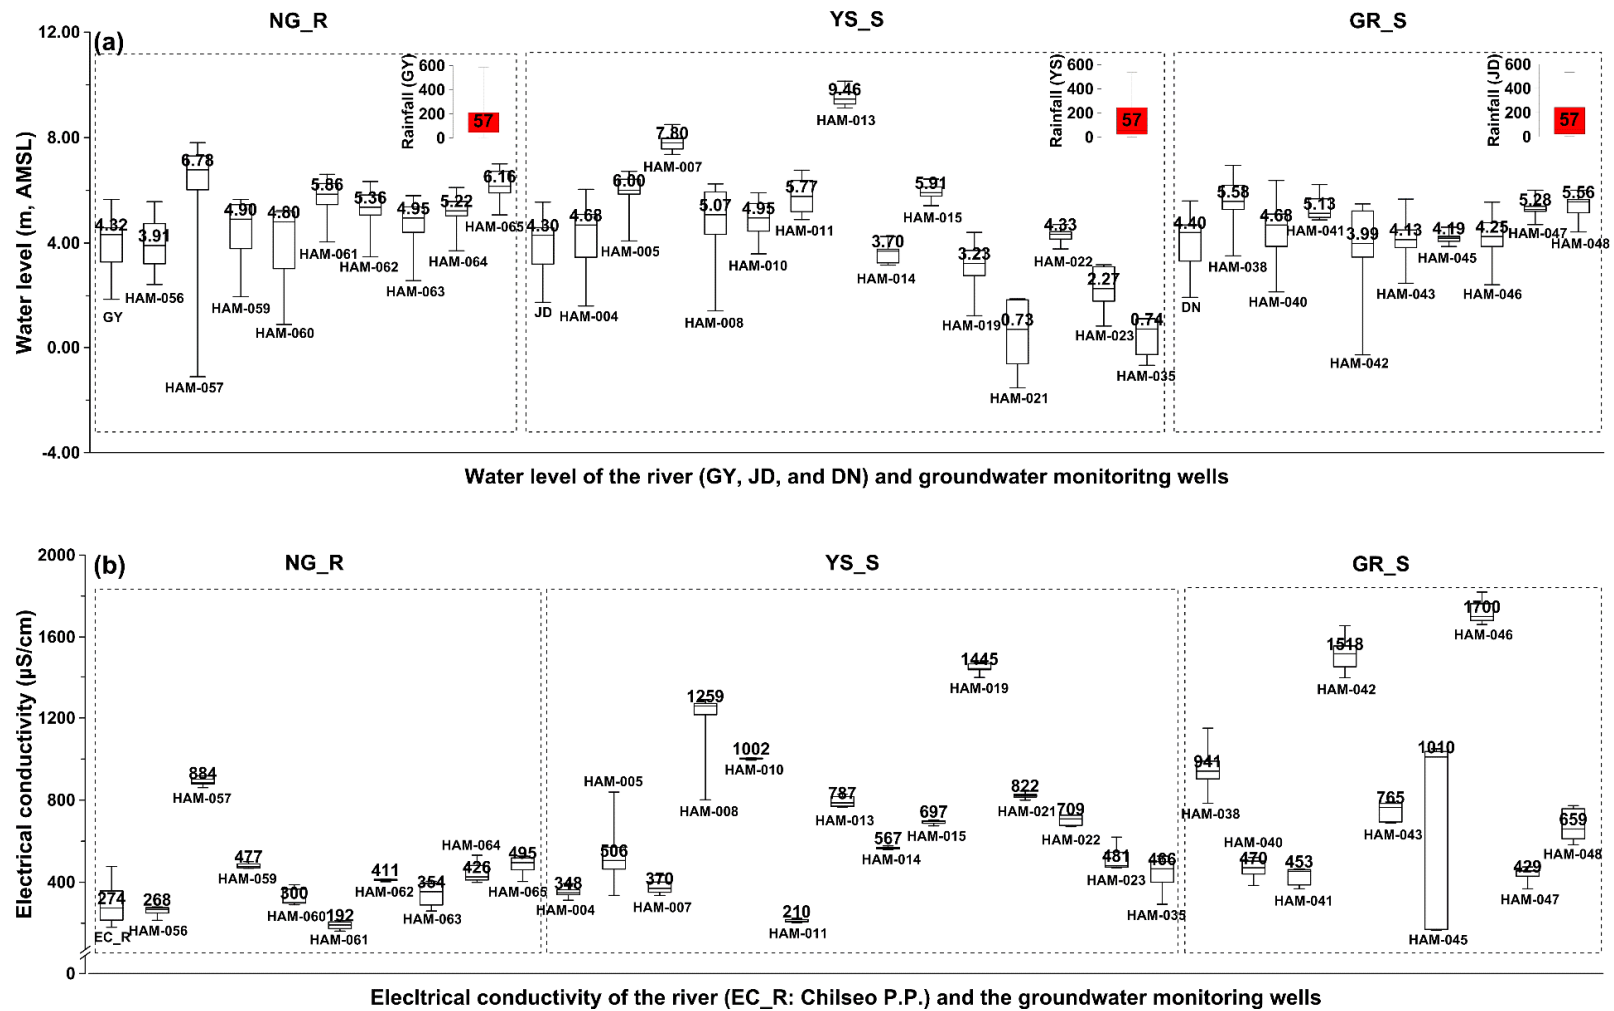 NG_R YS_S GR_S
(a)
Water level (m, AMSL)
12.00
8.00
4.00
0.00
-4.00
Rainfall (GY)
600
400
200
0
57
Rainfall (YS)
600
400
200
0
57
Rainfall (JD)
600
400
200
0
57
4.32
GY
3.91
HAM-056
6.78
HAM-057
4.90
HAM-059
4.80
HAM-060
5.86
HAM-061
5.36
HAM-062
4.95
HAM-063
5.22
HAM-064
6.16
HAM-065
4.30
JD
4.68
HAM-004
6.00
HAM-005
7.80
HAM-007
5.07
HAM-008
4.95
HAM-010
5.77
HAM-011
9.46
HAM-013
3.70
HAM-014
5.91
HAM-015
3.23
HAM-019
0.73
HAM-021
4.33
HAM-022
2.27
HAM-023
0.74
HAM-035
4.40
DN
5.58
HAM-038
4.68
HAM-040
5.13
HAM-041
3.99
HAM-042
4.13
HAM-043
4.19
HAM-045
4.25
HAM-046
5.28
HAM-047
5.56
HAM-048
Water level of the river (GY, JD, and DN) and groundwater monitoritng wells
NG_R YS_S GR_S
(b)
Electrical conductivity (µS/cm)
2000
1600
1200
800
400
0
274
EC_R
268
HAM-056
884
HAM-057
477
HAM-059
300
HAM-060
192
HAM-061
411
HAM-062
354
HAM-063
HAM-064
426
495
HAM-065
348
HAM-004
HAM-005
506
370
HAM-007
1259
HAM-008
1002
HAM-010
210
HAM-011
787
HAM-013
567
HAM-014
697
HAM-015
1445
HAM-019
822
HAM-021
709
HAM-022
481
HAM-023
466
HAM-035
941
HAM-038
HAM-040
470
453
HAM-041
1518
HAM-042
765
HAM-043
1010
HAM-045
1700
HAM-046
429
HAM-047
659
HAM-048
Elecltrical conductivity of the river (EC_R: Chilseo P.P.) and the groundwater monitoring wells